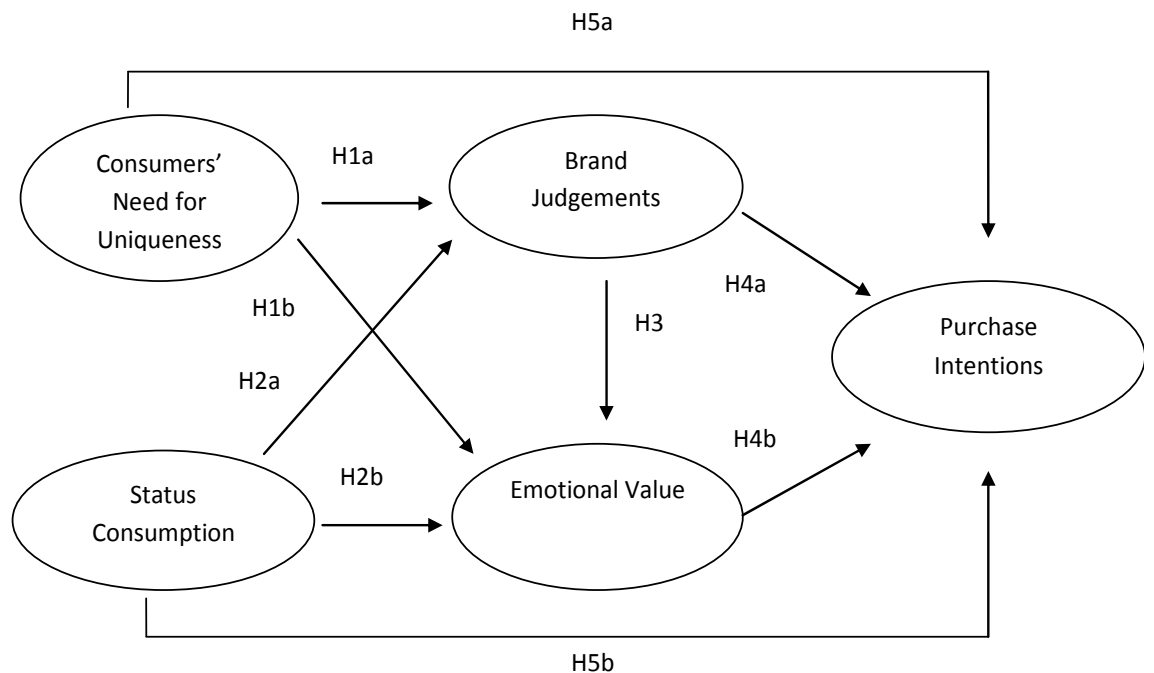 H5a
Consumers’
Need for
Uniqueness
H1a
Brand
Judgements
H1b
H4a
H3
Purchase
Intentions
H2a
H4b
Status
Consumption
H2b
Emotional Value
H5b